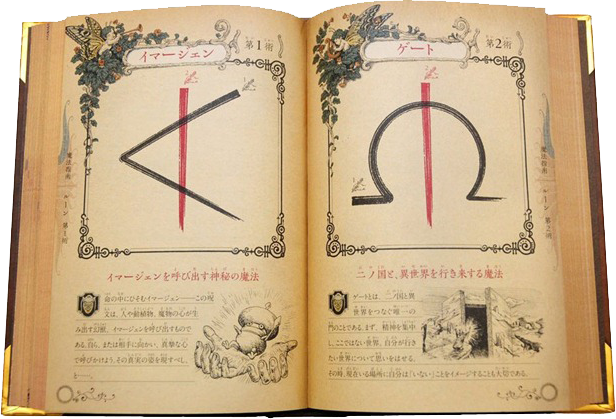 イマージェン
第1術
イマージェンを呼び出す神秘の魔法
命の中にひそむイマージェン──この呪
文は、人や動植物、魔物の心が生
み出す幻獣、イマージェンを呼び出すもので
ある。自ら、または相手に向かい、真摯な心
で呼びかけよう。その真実の姿を現すべし、
と──。
魔法指南 ルーン 第1術
ゲート
第2術
二ノ国と、異世界を行き来する魔法
ゲートとは、二ノ国と異
世界をつなぐ唯一の
門のことである。まず、精神を集中
し、ここではない世界、自分が行き
たい世界について思いをはせる。
その時、現在いる場所に自分は「いない」ことをイメージすることも大切である。
魔法指南 ルーン 第2術